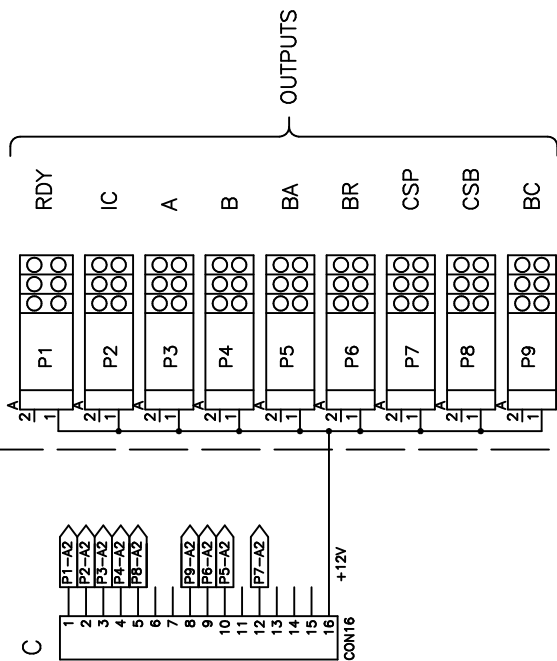 OUTPUTS
RDY
IC
A
B
BA
BR
CSP
CSB
BC
P1
A
2
1
P2
A
2
1
P3
A
2
1
P4
A
2
1
P5
A
2
1
P6
A
2
1
P7
A
2
1
P8
A
2
1
P9
A
2
1
C
1 P1-A2
2 P2-A2
3 P3-A2
4 P4-A2
5 P8-A2
6
7
8 P9-A2
9 P6-A2
10 P5-A2
11
12 P7-A2
13
14
15
16
+12V
CON16